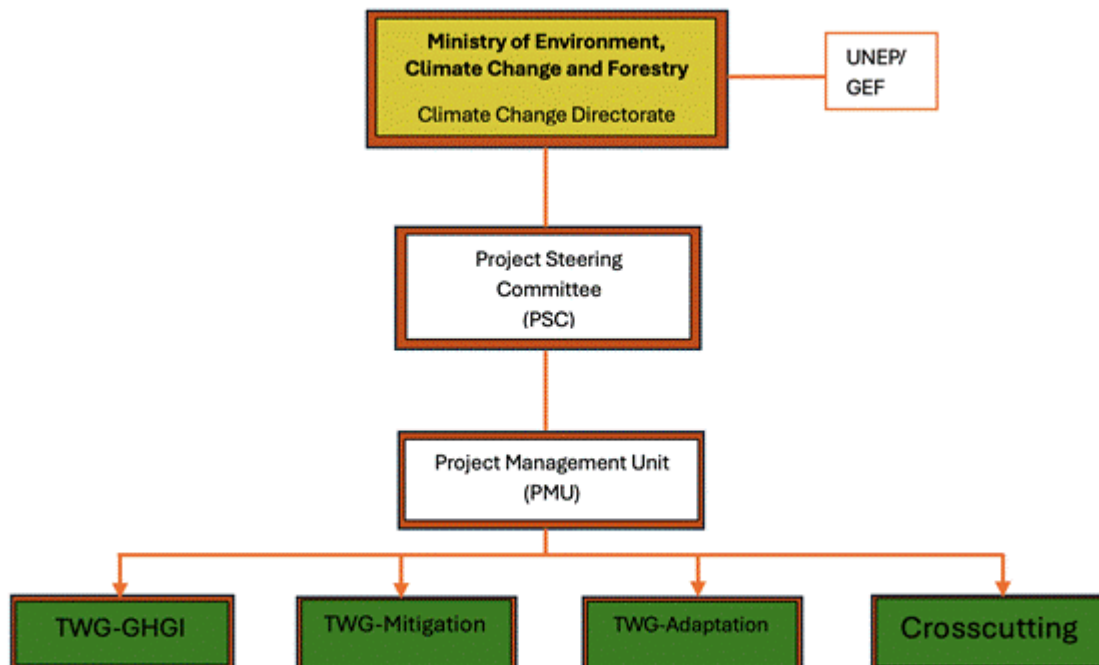 Ministry of Environment,
Climate Change and Forestry
Climate Change Directorate
UNEP/
GEF
Project Steering
Committee
(PSC)
Project Management Unit
(PMU)
TWG-GHGI
TWG-Mitigation
TWG-Adaptation
Crosscutting